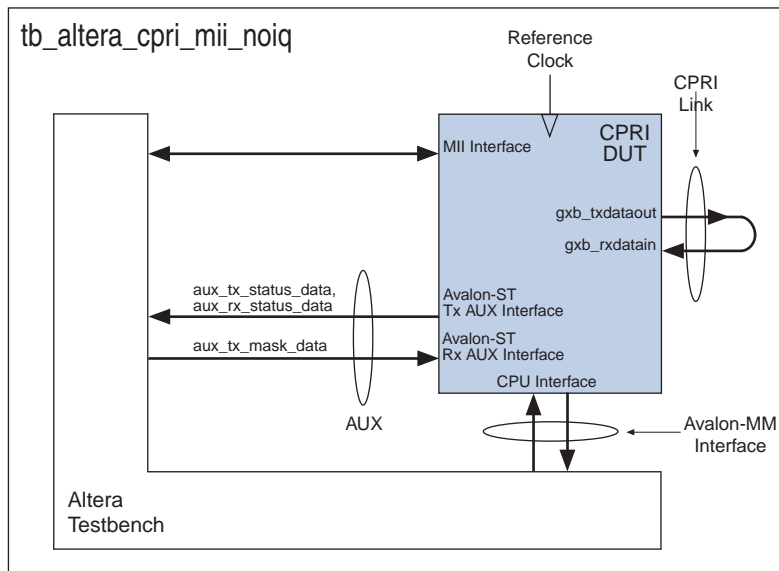 tb_altera_cpri_mii_noiq
Reference
Clock
CPRI
Link
CPRI
DUT
MII Interface
gxb_txdataout
gxb_rxdatain
aux_tx_status_data,
aux_rx_status_data
Avalon-ST
Tx AUX Interface
aux_tx_mask_data
Avalon-ST
Rx AUX Interface
CPU Interface
AUX
Avalon-MM
Interface
Altera
Testbench